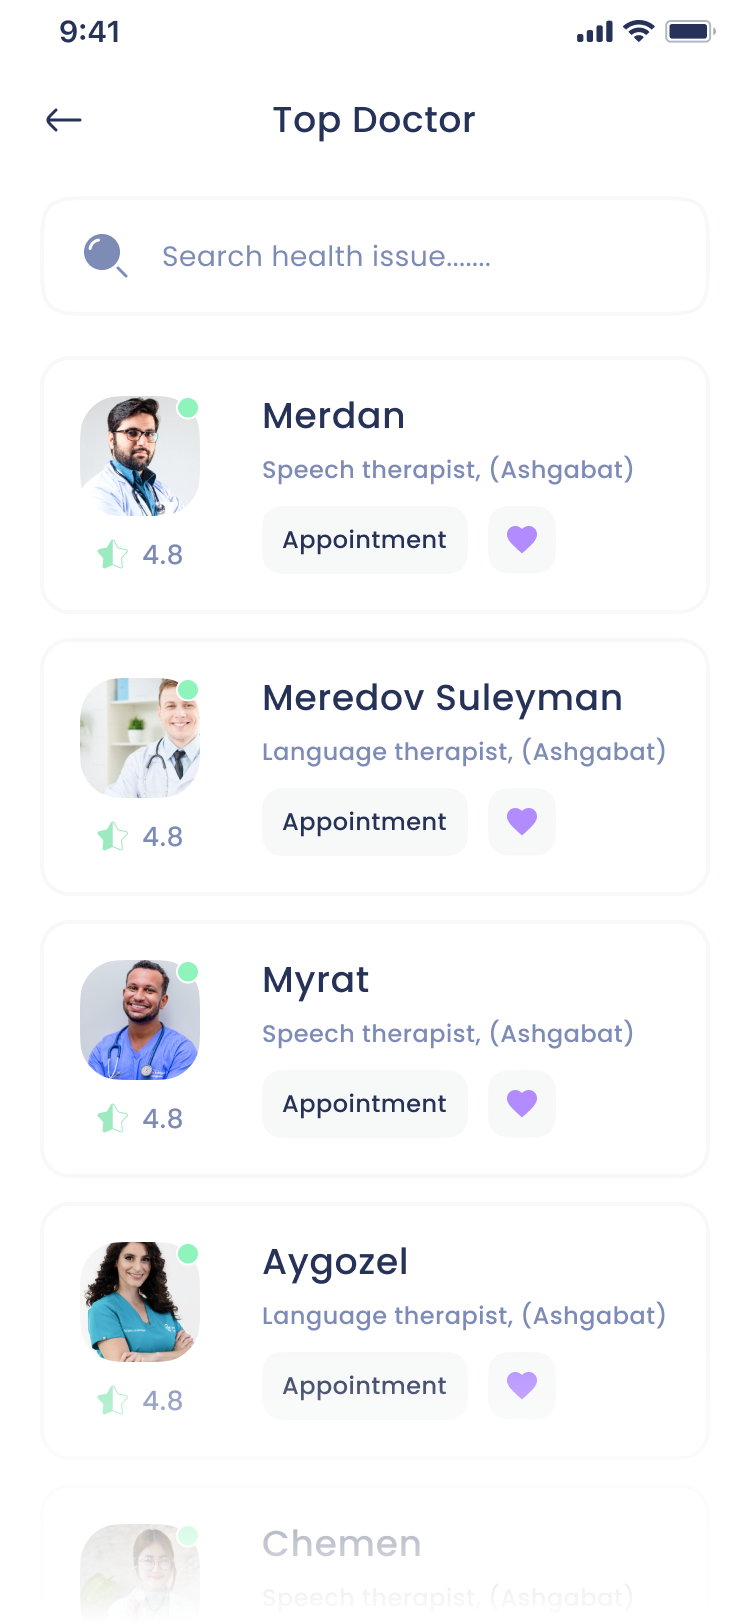 9:41
Top Doctor
Search health issue.......
Merdan
Speech therapist, (Ashgabat)
Appointment
4.8
Meredov Suleyman
Language therapist, (Ashgabat)
Appointment
4.8
Myrat
Speech therapist, (Ashgabat)
Appointment
4.8
Aygozel
Language therapist, (Ashgabat)
Appointment
4.8
Chemen
Speech therapist, (Ashgabat)